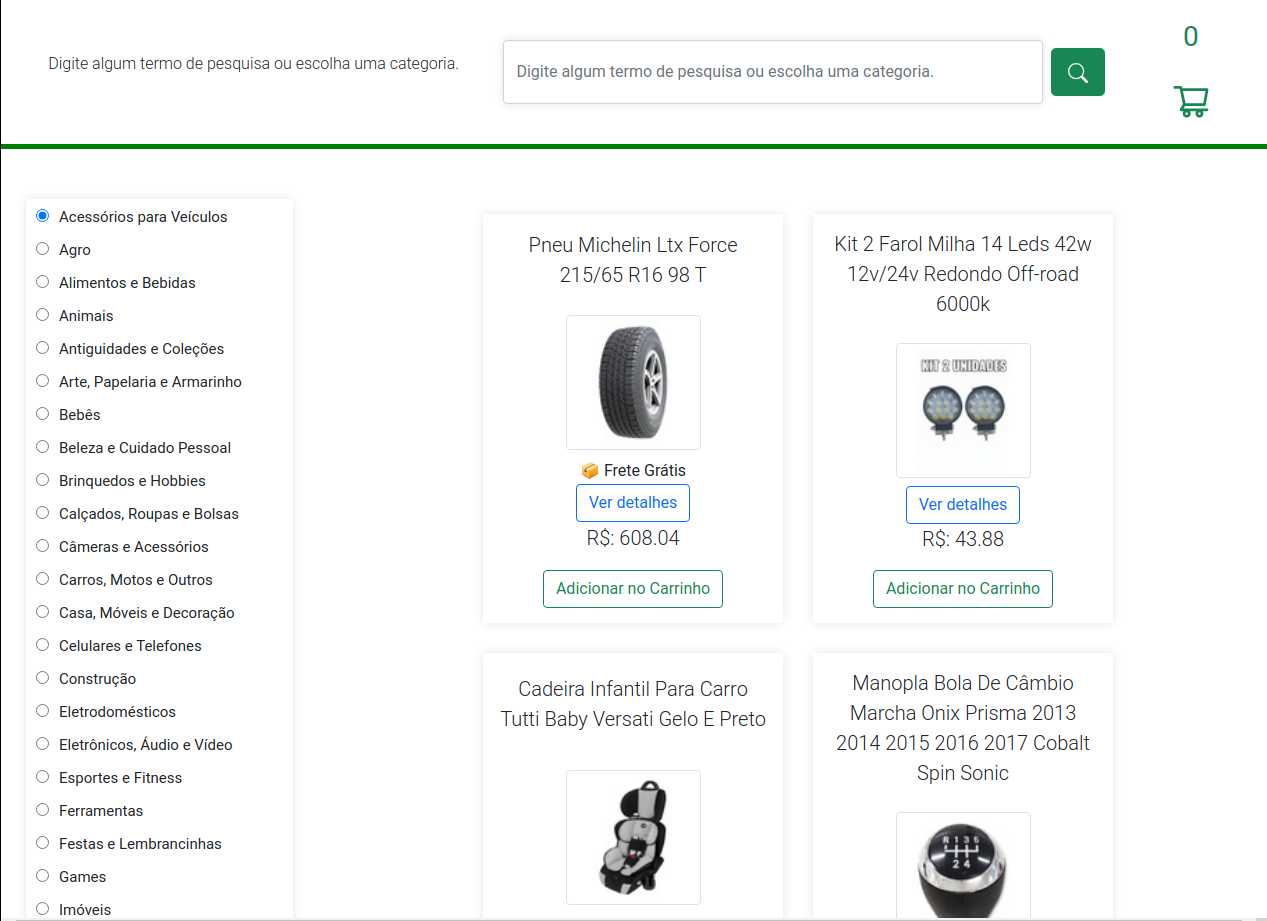 Digite algum termo de pesquisa ou escolha uma categoria.
Digite algum termo de pesquisa ou escolha uma categoria.
0
Acessórios para Veículos
Agro
Alimentos e Bebidas
Animais
Antiguidades e Coleções
Arte, Papelaria e Armarinho
Bebês
Beleza e Cuidado Pessoal
Brinquedos e Hobbies
Calçados, Roupas e Bolsas
Câmeras e Acessórios
Carros, Motos e Outros
Casa, Móveis e Decoração
Celulares e Telefones
Construção
Eletrodomésticos
Eletrônicos, Áudio e Vídeo
Esportes e Fitness
Ferramentas
Festas e Lembrancinhas
Games
Imóveis
Pneu Michelin Ltx Force
215/65 R16 98 T
📦 Frete Grátis
Ver detalhes
R$: 608.04
Adicionar no Carrinho
Kit 2 Farol Milha 14 Leds 42w
12v/24v Redondo Off-road
6000k
KIT 2 UNIDADES
Ver detalhes
R$: 43.88
Adicionar no Carrinho
Cadeira Infantil Para Carro
Tutti Baby Versati Gelo E Preto
Manopla Bola De Câmbio
Marcha Onix Prisma 2013
2014 2015 2016 2017 Cobalt
Spin Sonic
R 1 3 5
2 4